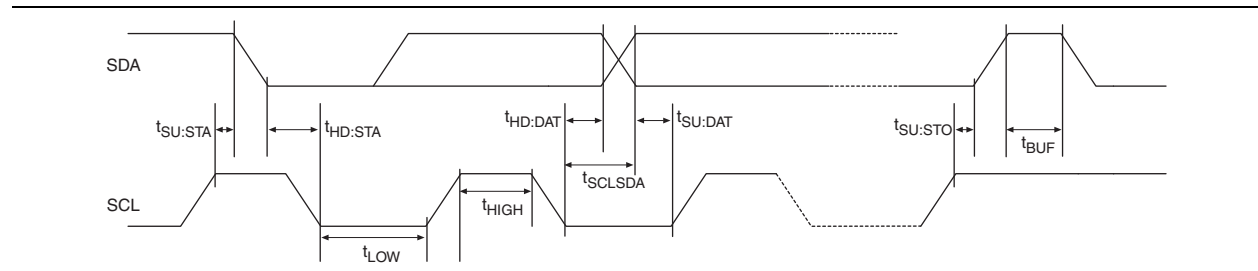 SDA
tSU:STA
tHD:STA
tHD:DAT
tSU:DAT
tSU:STO
tBUF
tSCLSDA
SCL
tHIGH
tLOW